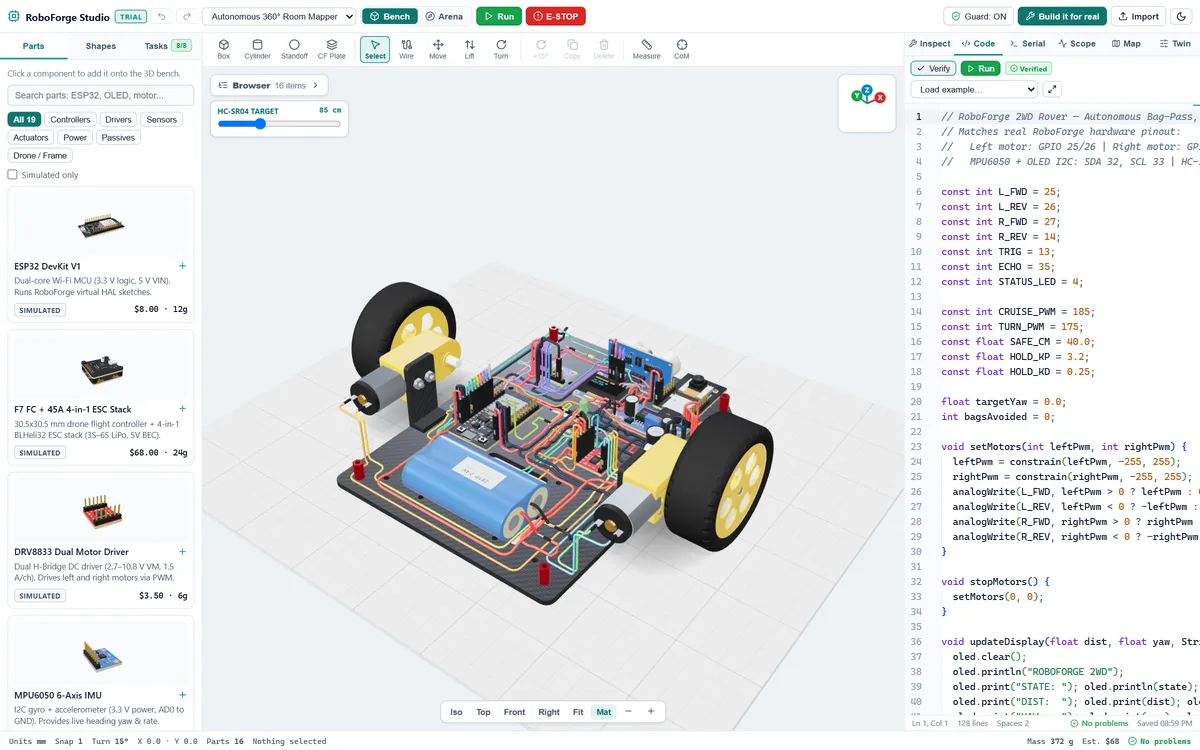 RoboForge Studio TRIAL Autonomous 360° Room Mapper Bench Arena Run E-STOP Guard: ON Build it for real Import
Parts Shapes Tasks 8/8
Click a component to add it onto the 3D bench.
Search parts: ESP32, OLED, motor...
All 19 Controllers
Drivers Sensors
Actuators Power Passives
Drone / Frame
Simulated only
ESP32 DevKit V1 +
Dual-core Wi-Fi MCU (3.3 V logic, 5 V VIN).
Runs RoboForge virtual HAL sketches.
SIMULATED $8.00 · 12g
F7 FC + 45A 4-in-1 ESC Stack +
30.5x30.5 mm drone flight controller + 4-in-1
BLHeli32 ESC stack (3S–6S LiPo, 5V BEC).
SIMULATED $68.00 · 24g
DRV8833 Dual Motor Driver +
Dual H-Bridge DC driver (2.7–10.8 V VM, 1.5
A/ch). Drives left and right motors via PWM.
SIMULATED $3.50 · 6g
MPU6050 6-Axis IMU +
I2C gyro + accelerometer (3.3 V power, AD0 to
GND). Provides live heading yaw & rate.
Box Cylinder Standoff CF Plate Select Wire Move Lift Turn +15° Copy Delete Measure CoM
Browser 16 items
HC-SR04 TARGET 85 cm
Y Z X
Iso Top Front Right Fit Mat − +
Inspect Code Serial Scope Map Twin
Verify Run Verified
Load example...
1 // RoboForge 2WD Rover — Autonomous Bag-Pass,
2 // Matches real RoboForge hardware pinout:
3 // Left motor: GPIO 25/26 | Right motor: GP
4 // MPU6050 + OLED I2C: SDA 32, SCL 33 | HC-
5
6 const int L_FWD = 25;
7 const int L_REV = 26;
8 const int R_FWD = 27;
9 const int R_REV = 14;
10 const int TRIG = 13;
11 const int ECHO = 35;
12 const int STATUS_LED = 4;
13
14 const int CRUISE_PWM = 185;
15 const int TURN_PWM = 175;
16 const float SAFE_CM = 40.0;
17 const float HOLD_KP = 3.2;
18 const float HOLD_KD = 0.25;
19
20 float targetYaw = 0.0;
21 int bagsAvoided = 0;
22
23 void setMotors(int leftPwm, int rightPwm) {
24 leftPwm = constrain(leftPwm, -255, 255);
25 rightPwm = constrain(rightPwm, -255, 255);
26 analogWrite(L_FWD, leftPwm > 0 ? leftPwm : 0
27 analogWrite(L_REV, leftPwm < 0 ? -leftPwm :
28 analogWrite(R_FWD, rightPwm > 0 ? rightPwm
29 analogWrite(R_REV, rightPwm < 0 ? -rightPwm
30 }
31
32 void stopMotors() {
33 setMotors(0, 0);
34 }
35
36 void updateDisplay(float dist, float yaw, Str
37 oled.clear();
38 oled.println("ROBOFORGE 2WD");
39 oled.print("STATE: "); oled.println(state);
40 oled.print("DIST: "); oled.print(dist); ole
Ln 1, Col 1 128 lines Spaces: 2 No problems Saved 08:59 PM
Units mm Snap 1 Turn 15° X 0.0 · Y 0.0 Parts 16 Nothing selected Mass 372 g Est. $68 No problems